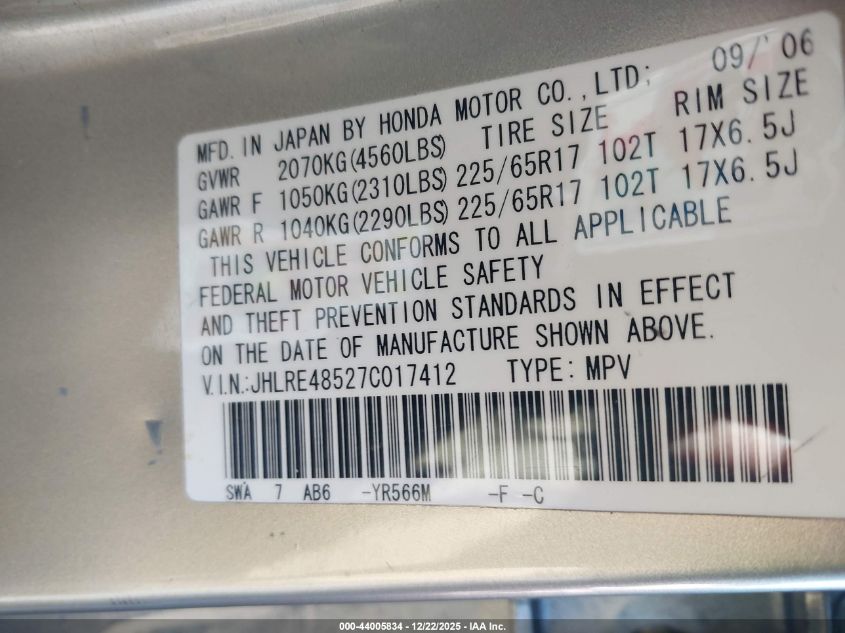 MFD. IN JAPAN BY HONDA MOTOR CO., LTD; 09/'06
GVWR 2070KG(4560LBS) TIRE SIZE RIM SIZE
GAWR F 1050KG(2310LBS) 225/65R17 102T 17X6.5J
GAWR R 1040KG(2290LBS) 225/65R17 102T 17X6.5J
THIS VEHICLE CONFORMS TO ALL APPLICABLE
FEDERAL MOTOR VEHICLE SAFETY
AND THEFT PREVENTION STANDARDS IN EFFECT
ON THE DATE OF MANUFACTURE SHOWN ABOVE.
V.I.N.:JHLRE48527C017412 TYPE: MPV
SWA 7 AB6 -YR566M -F -C
000-44005834 - 12/22/2025 - IAA Inc.